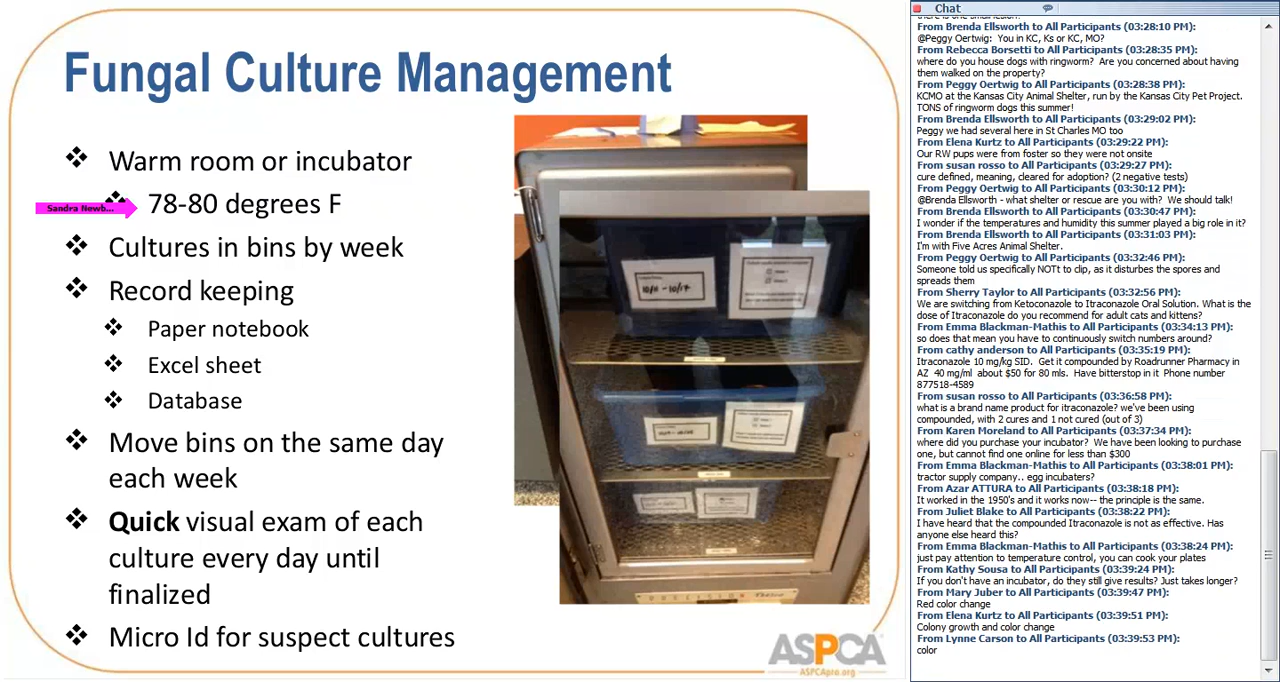 Fungal Culture Management
Warm room or incubator
Sandra Newb...
78-80 degrees F
Cultures in bins by week
Record keeping
Paper notebook
Excel sheet
Database
Move bins on the same day
each week
Quick visual exam of each
culture every day until
finalized
Micro Id for suspect cultures
10/11 - 10/17
PRECISION
ASPCA
ASPCApro.org
Chat
From Brenda Ellsworth to All Participants (03:28:10 PM):
@Peggy Oertwig: You in KC, Ks or KC, MO?
From Rebecca Borsetti to All Participants (03:28:35 PM):
where do you house dogs with ringworm? Are you concerned about having
them walked on the property?
From Peggy Oertwig to All Participants (03:28:38 PM):
KCMO at the Kansas City Animal Shelter, run by the Kansas City Pet Project.
TONS of ringworm dogs this summer!
From Brenda Ellsworth to All Participants (03:29:02 PM):
Peggy we had several here in St Charles MO too
From Elena Kurtz to All Participants (03:29:22 PM):
Our RW pups were from foster so they were not onsite
From susan rosso to All Participants (03:29:27 PM):
cure defined, meaning, cleared for adoption? (2 negative tests)
From Peggy Oertwig to All Participants (03:30:12 PM):
@Brenda Ellsworth - what shelter or rescue are you with? We should talk!
From Peggy Oertwig to All Participants (03:30:47 PM):
I wonder if the temperatures and humidity this summer played a big role in it?
From Brenda Ellsworth to All Participants (03:31:03 PM):
I'm with Five Acres Animal Shelter.
From Peggy Oertwig to All Participants (03:32:46 PM):
Someone told us specifically NOTt to clip, as it disturbs the spores and
spreads them
From Sherry Taylor to All Participants (03:32:56 PM):
We are switching from Ketoconazole to Itraconazole Oral Solution. What is the
dose of Itraconazole do you recommend for adult cats and kittens?
From Emma Blackman-Mathis to All Participants (03:34:13 PM):
so does that mean you have to continuously switch numbers around?
From cathy anderson to All Participants (03:35:19 PM):
Itraconazole 10 mg/kg SID. Get it compounded by Roadrunner Pharmacy in
AZ 40 mg/ml about $50 for 80 mls. Have bitterstop in it Phone number
877518-4589
From susan rosso to All Participants (03:36:58 PM):
what is a brand name product for itraconazole? we've been using
compounded, with 2 cures and 1 not cured (out of 3)
From Karen Moreland to All Participants (03:37:34 PM):
where did you purchase your incubator? We have been looking to purchase
one, but cannot find one online for less than $300
From Emma Blackman-Mathis to All Participants (03:38:01 PM):
tractor supply company.. egg incubaters?
From Azar ATTURA to All Participants (03:38:18 PM):
It worked in the 1950's and it works now-- the principle is the same.
From Juliet Blake to All Participants (03:38:22 PM):
I have heard that the compounded Itraconazole is not as effective. Has
anyone else heard this?
From Emma Blackman-Mathis to All Participants (03:38:24 PM):
just pay attention to temperature control, you can cook your plates
From Kathy Sousa to All Participants (03:39:24 PM):
If you don't have an incubator, do they still give results? Just takes longer?
From Mary Juber to All Participants (03:39:47 PM):
Red color change
From Elena Kurtz to All Participants (03:39:51 PM):
Colony growth and color change
From Lynne Carson to All Participants (03:39:53 PM):
color